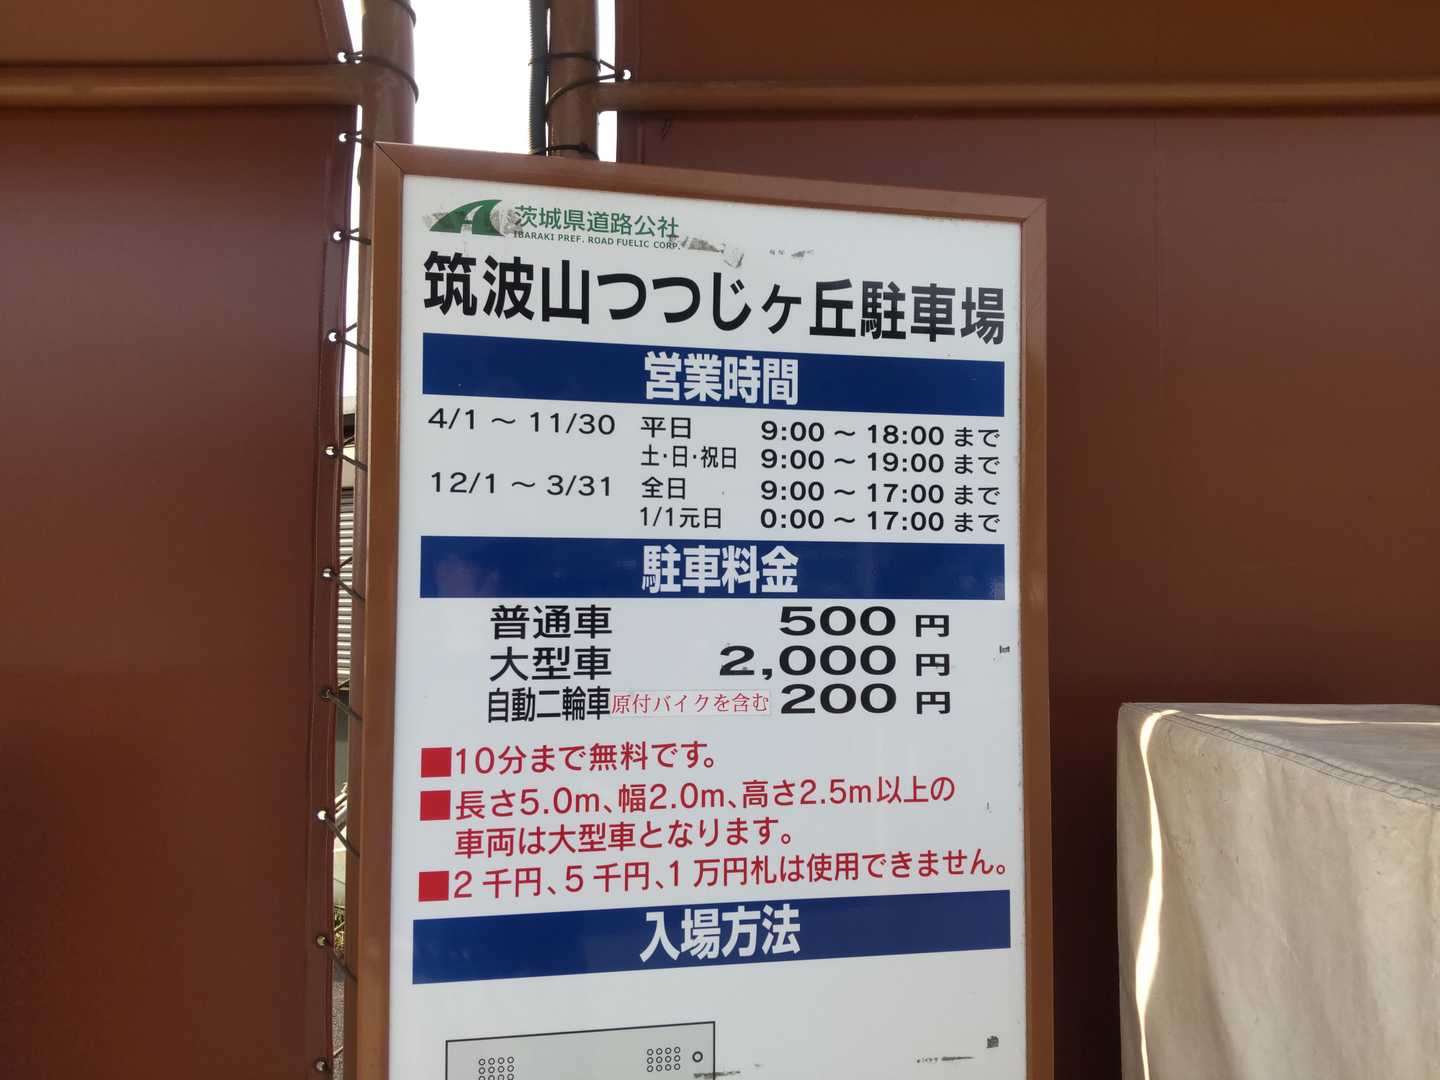 茨城県道路公社
IBARAKI PREF. ROAD FUELIC CORP.
筑波山つつじヶ丘駐車場
営業時間
4/1 ～ 11/30 平日 9:00 ～ 18:00 まで
土・日・祝日 9:00 ～ 19:00 まで
12/1 ～ 3/31 全日 9:00 ～ 17:00 まで
1/1元日 0:00 ～ 17:00 まで
駐車料金
普通車 500 円
大型車 2,000 円
自動二輪車 原付バイクを含む 200 円
■10分まで無料です。
■長さ5.0m、幅2.0m、高さ2.5m以上の
車両は大型車となります。
■2千円、5千円、1万円札は使用できません。
入場方法